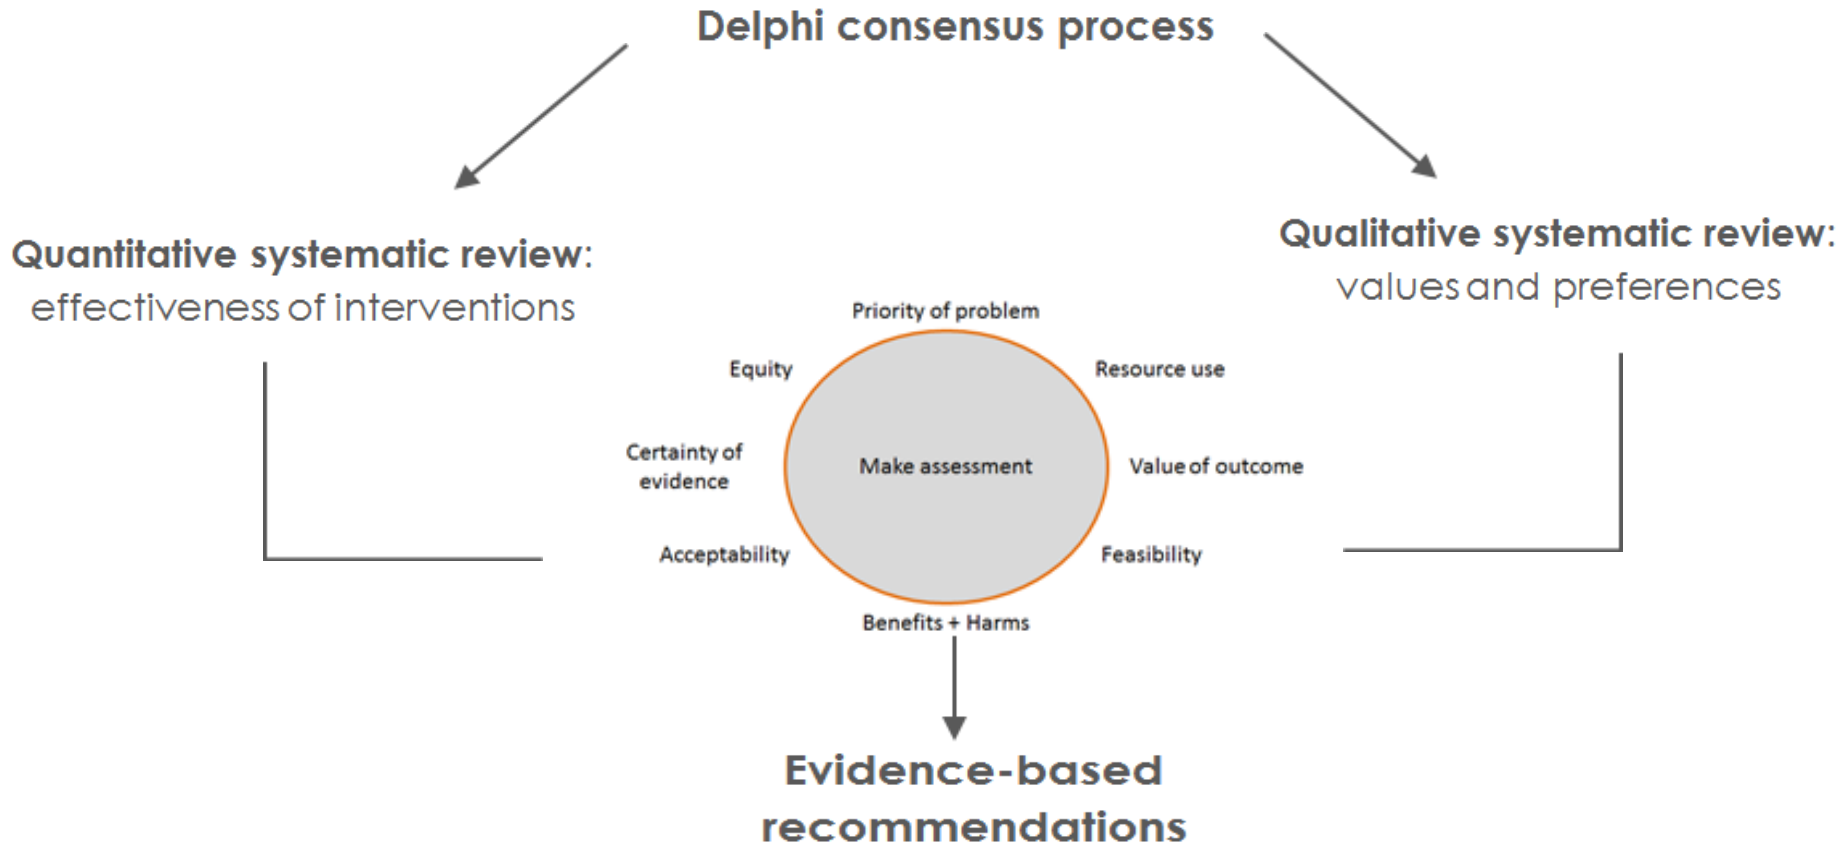 Delphi consensus process
Quantitative systematic review:
effectiveness of interventions
Qualitative systematic review:
values and preferences
Priority of problem
Equity
Resource use
Certainty of
evidence
Make assessment
Value of outcome
Acceptability
Feasibility
Benefits + Harms
Evidence-based
recommendations